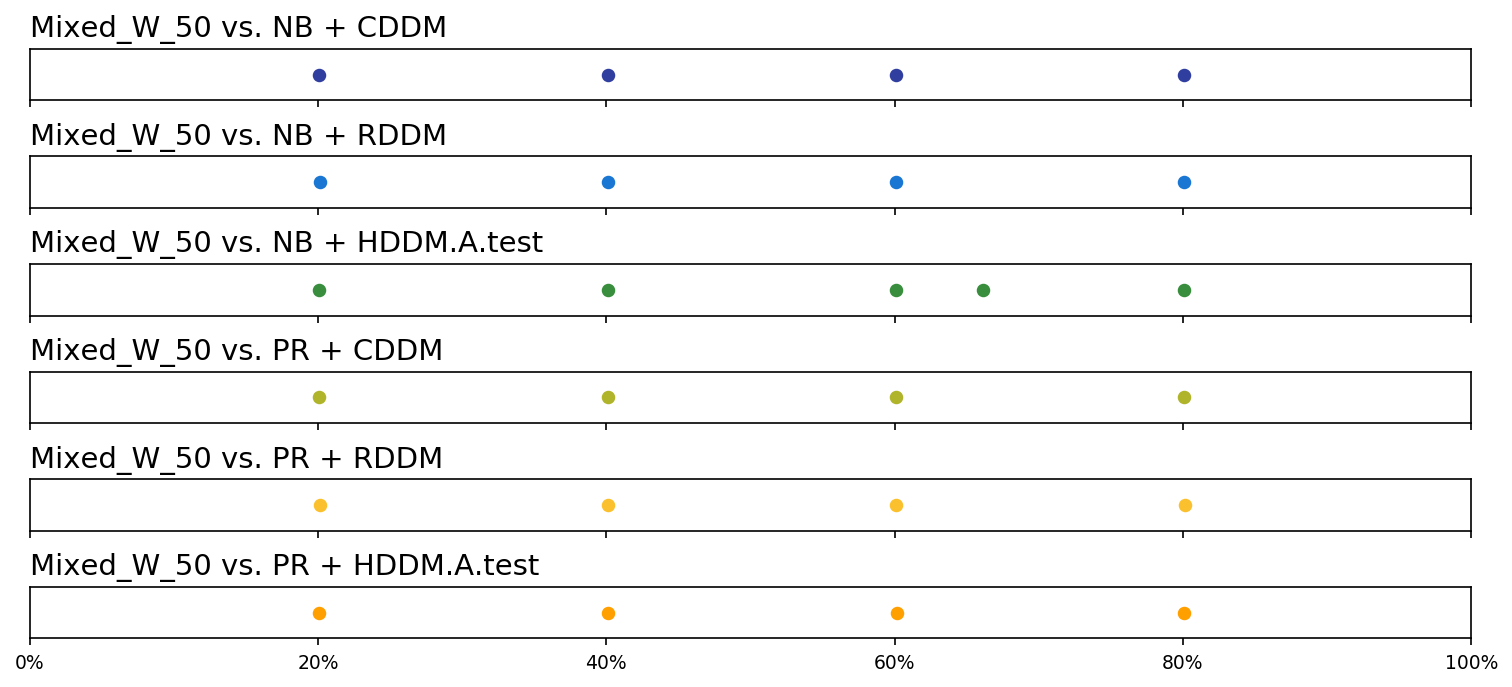 Mixed_W_50 vs. NB + CDDM
Mixed_W_50 vs. NB + RDDM
Mixed_W_50 vs. NB + HDDM.A.test
Mixed_W_50 vs. PR + CDDM
Mixed_W_50 vs. PR + RDDM
Mixed_W_50 vs. PR + HDDM.A.test
0% 20% 40% 60% 80% 100%